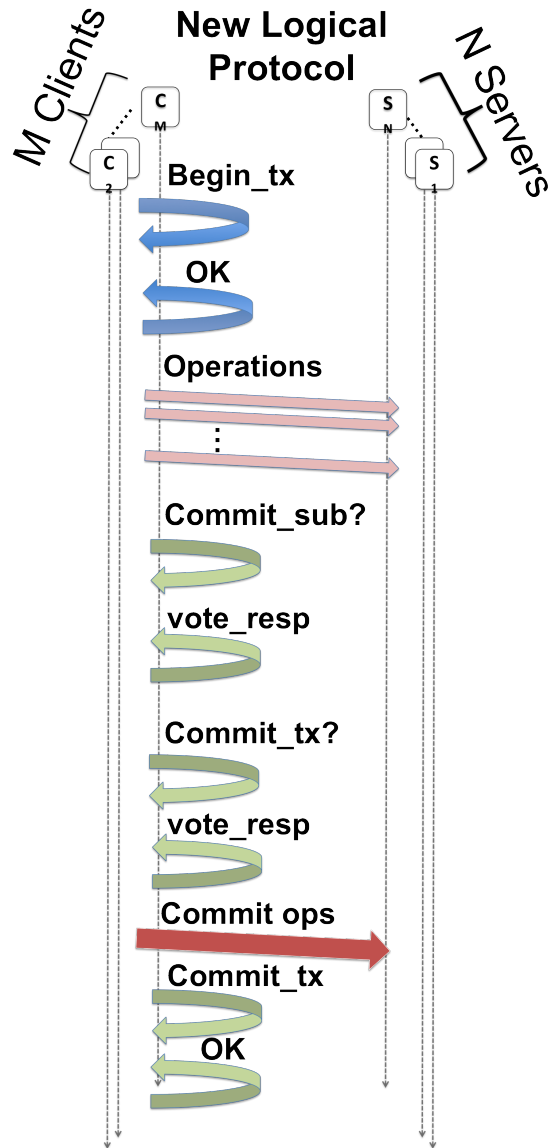 New Logical
Protocol
M Clients
N Servers
C
M
S
N
C
2
S
1
Begin_tx
OK
Operations
Commit_sub?
vote_resp
Commit_tx?
vote_resp
Commit ops
Commit_tx
OK